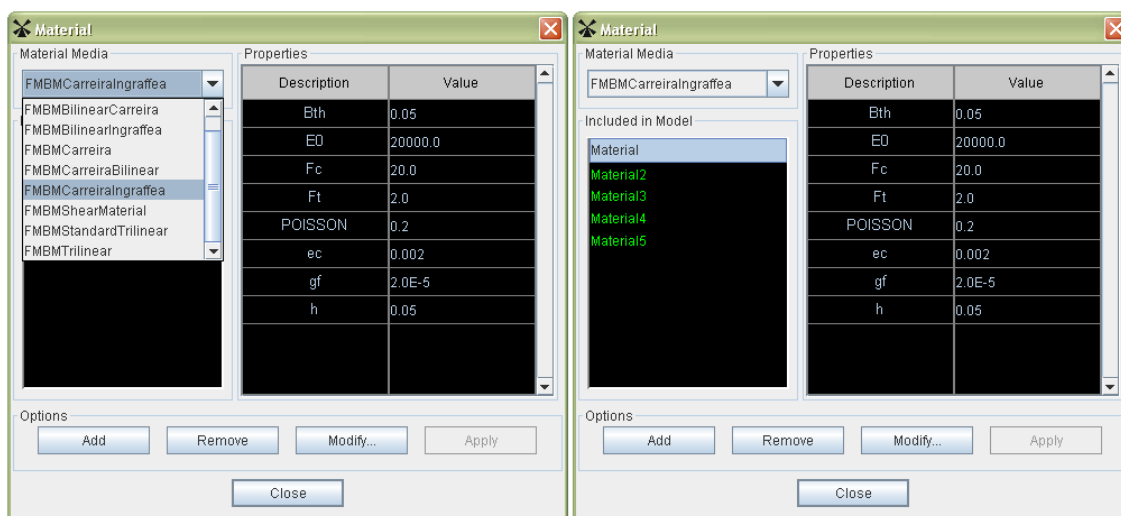 Material
Material Media
FMBMCarreiraIngraffea
FMBMBilinearCarreira
FMBMBilinearIngraffea
FMBMCarreira
FMBMCarreiraBilinear
FMBMCarreiraIngraffea
FMBMShearMaterial
FMBMStandardTrilinear
FMBMTrilinear
Properties
Description Value
Bth 0.05
E0 20000.0
Fc 20.0
Ft 2.0
POISSON 0.2
ec 0.002
gf 2.0E-5
h 0.05
Options
Add Remove Modify... Apply
Close
Material
Material Media
FMBMCarreiraIngraffea
Included in Model
Material
Material2
Material3
Material4
Material5
Properties
Description Value
Bth 0.05
E0 20000.0
Fc 20.0
Ft 2.0
POISSON 0.2
ec 0.002
gf 2.0E-5
h 0.05
Options
Add Remove Modify... Apply
Close